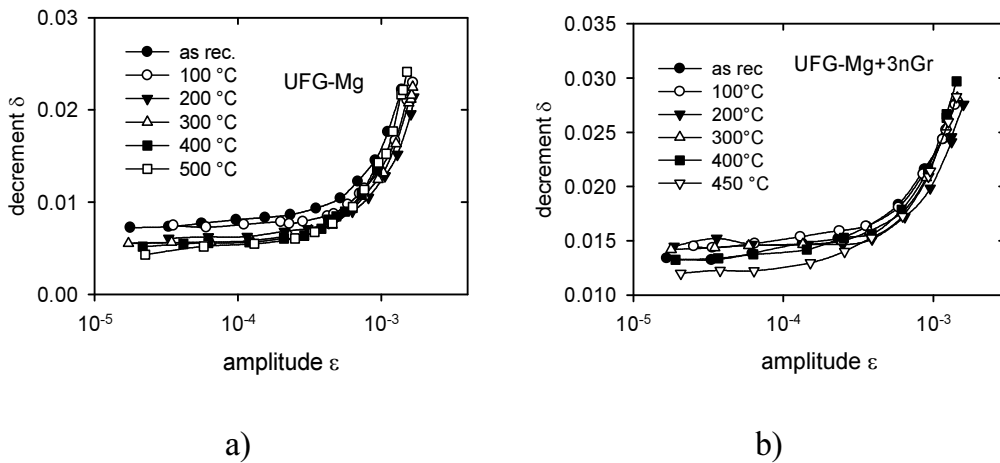 0.03
0.02
0.01
0.00
decrement δ
as rec.
100 °C
200 °C
300 °C
400 °C
500 °C
UFG-Mg
10-5
10-4
10-3
amplitude ε
a)
0.035
0.030
0.025
0.020
0.015
0.010
decrement δ
as rec
100°C
200°C
300°C
400°C
450 °C
UFG-Mg+3nGr
10-5
10-4
10-3
amplitude ε
b)